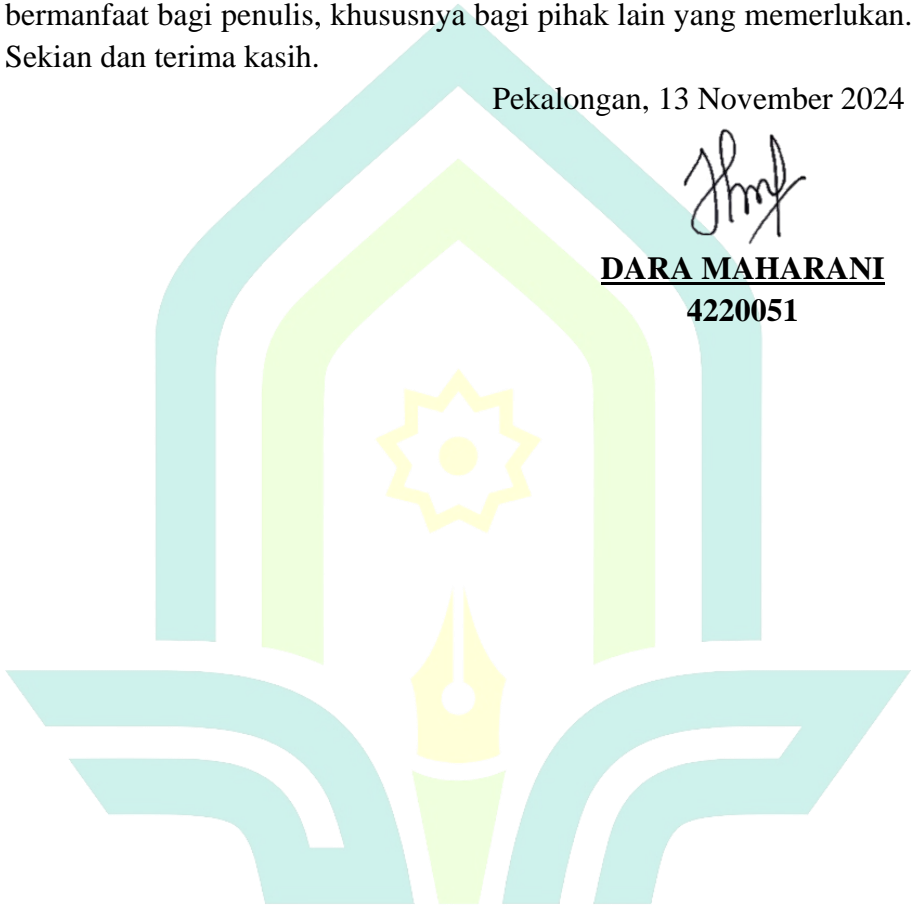 bermanfaat bagi penulis, khususnya bagi pihak lain yang memerlukan.
Sekian dan terima kasih.
Pekalongan, 13 November 2024
DARA MAHARANI
4220051